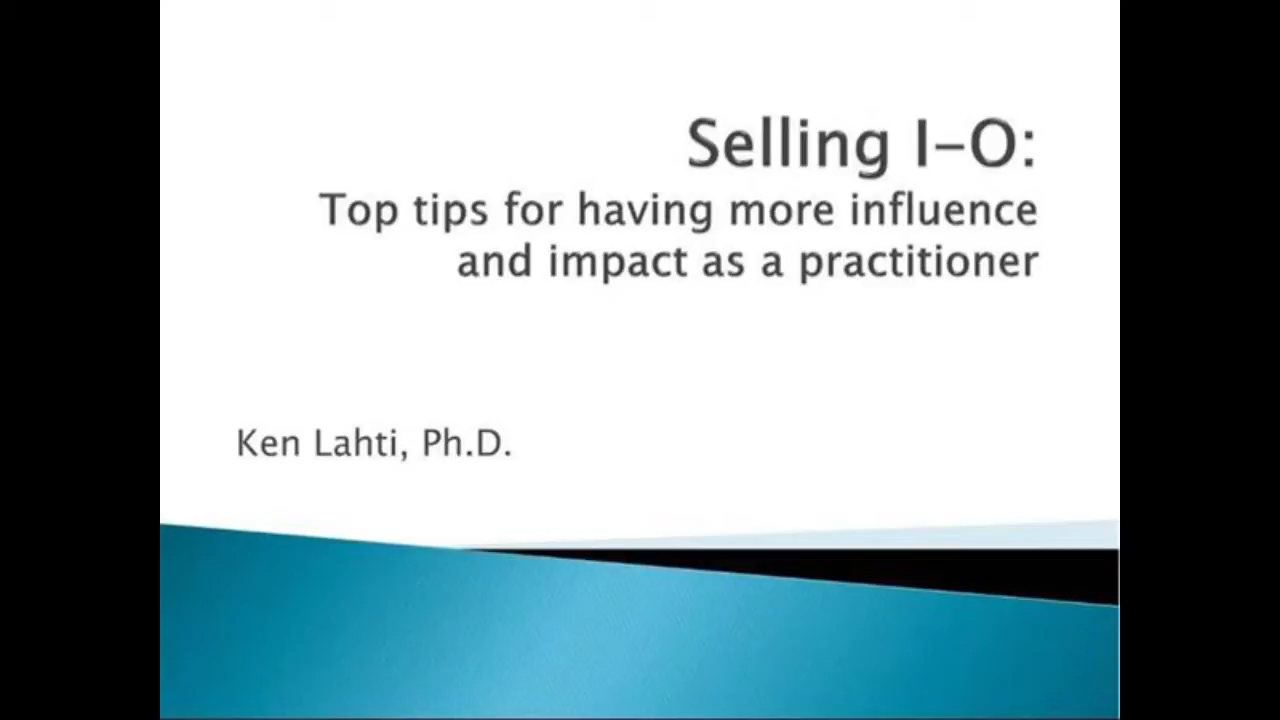 Selling I-O:
Top tips for having more influence
and impact as a practitioner
Ken Lahti, Ph.D.